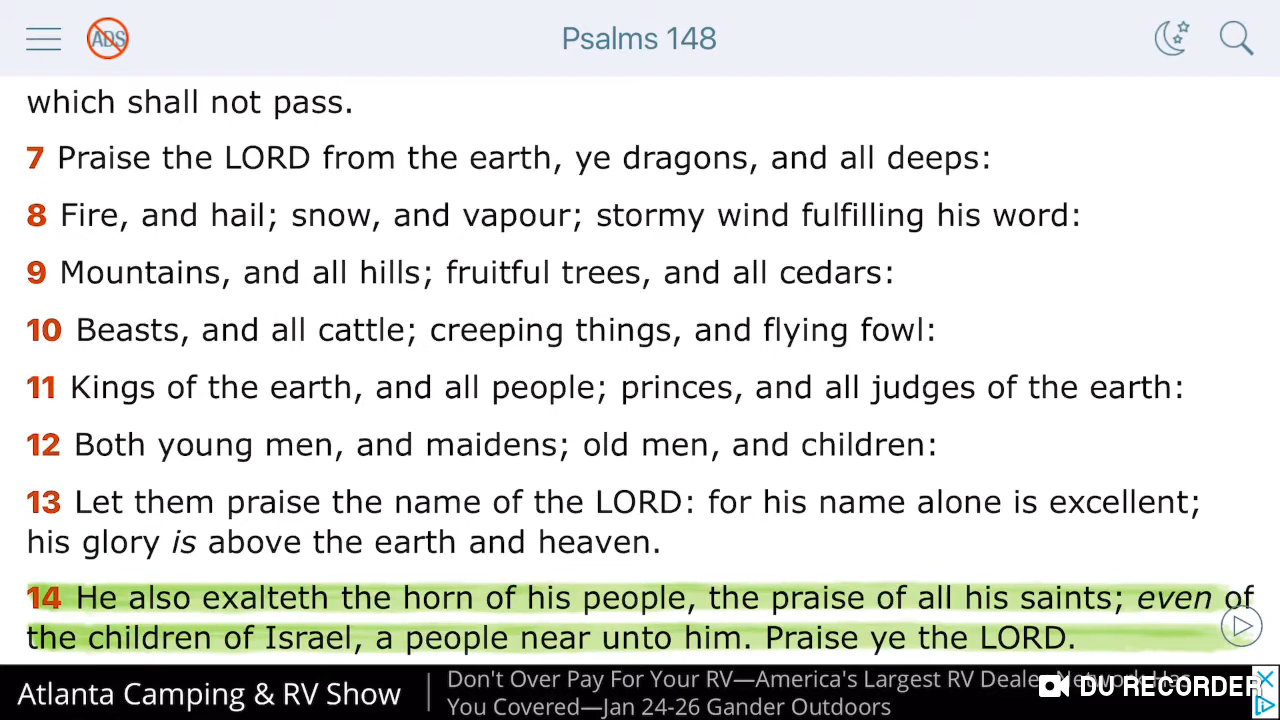 ADS
Psalms 148
which shall not pass.
7 Praise the LORD from the earth, ye dragons, and all deeps:
8 Fire, and hail; snow, and vapour; stormy wind fulfilling his word:
9 Mountains, and all hills; fruitful trees, and all cedars:
10 Beasts, and all cattle; creeping things, and flying fowl:
11 Kings of the earth, and all people; princes, and all judges of the earth:
12 Both young men, and maidens; old men, and children:
13 Let them praise the name of the LORD: for his name alone is excellent;
his glory is above the earth and heaven.
14 He also exalteth the horn of his people, the praise of all his saints; even of
the children of Israel, a people near unto him. Praise ye the LORD.
Atlanta Camping & RV Show
Don't Over Pay For Your RV—America's Largest RV Dealer
You Covered—Jan 24-26 Gander Outdoors
DU RECORDER